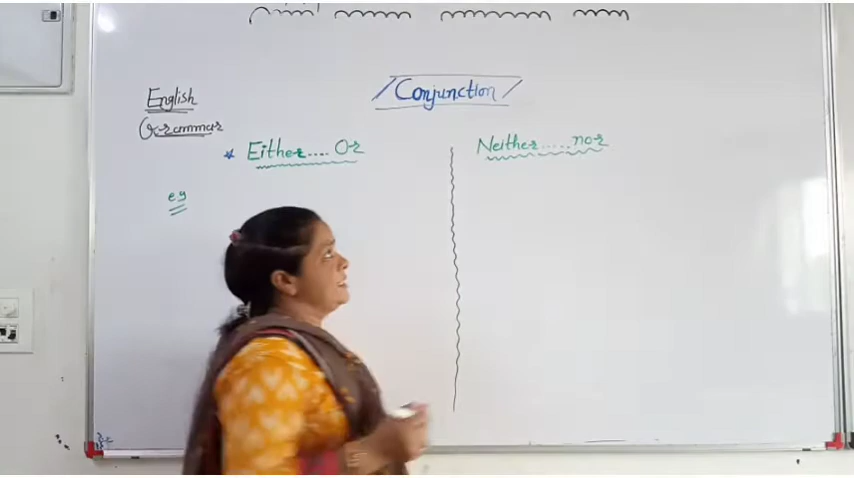 Conjunction
English
Grammar
* Either.... Or
Neither.....nor
eg